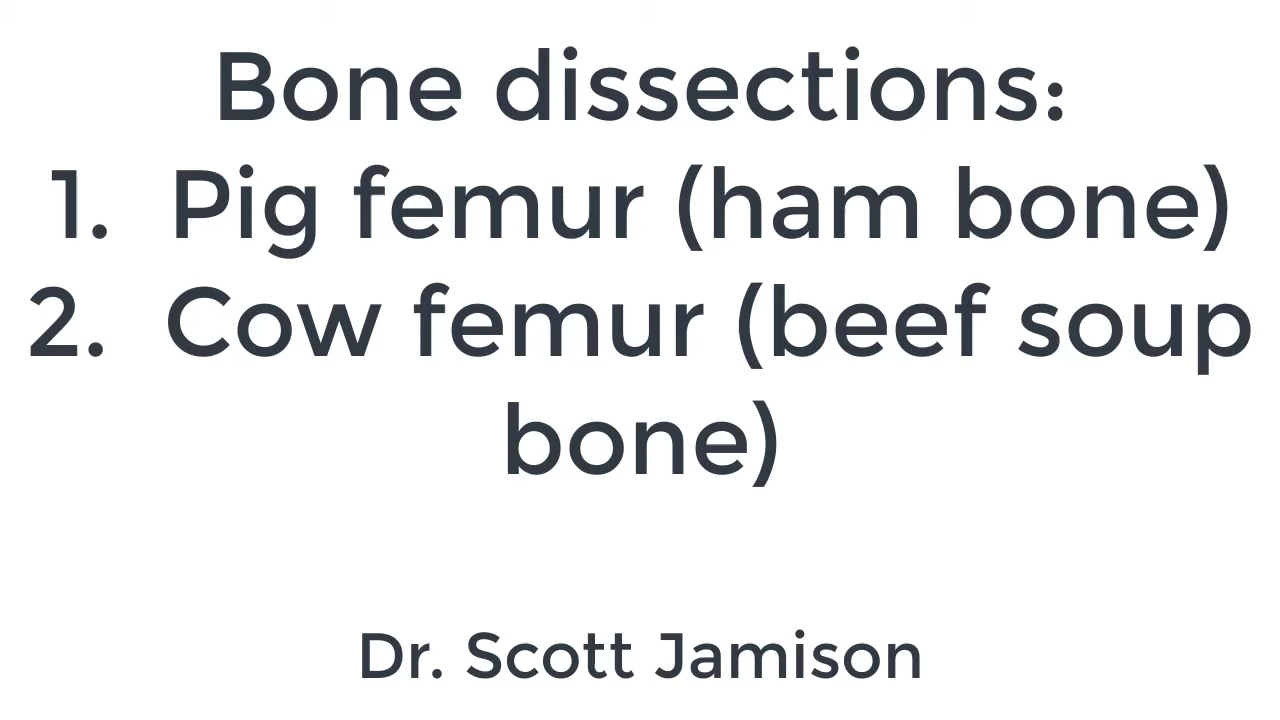 Bone dissections:
1. Pig femur (ham bone)
2. Cow femur (beef soup
bone)
Dr. Scott Jamison